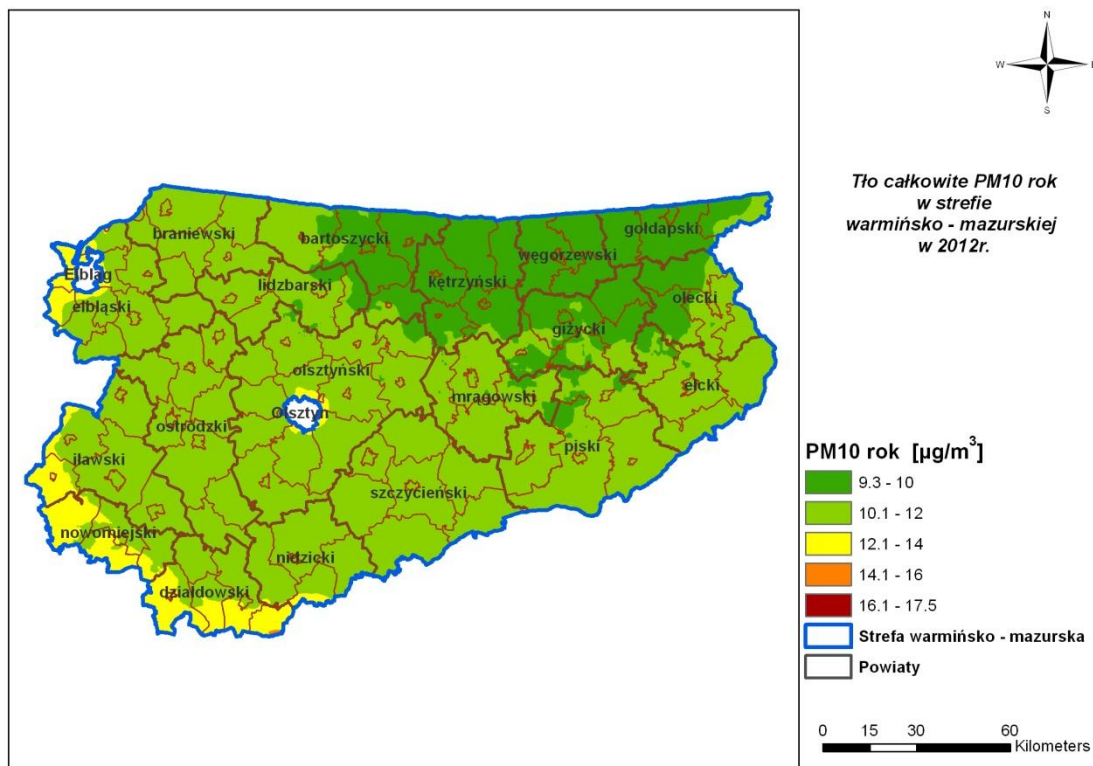 N
W
E
S
Tło całkowite PM10 rok
w strefie
warmińsko - mazurskiej
w 2012r.
braniewski
bartoszycki
gołdapski
węgorzewski
Elbląg
lidzbarski
kętrzyński
elbląski
olecki
giżycki
olsztyński
ełcki
mrągowski
Olsztyn
ostródzki
piski
iławski
szczycieński
nowomiejski
nidzicki
działdowski
PM10 rok [µg/m³]
9.3 - 10
10.1 - 12
12.1 - 14
14.1 - 16
16.1 - 17.5
Strefa warmińsko - mazurska
Powiaty
0 15 30 60
Kilometers